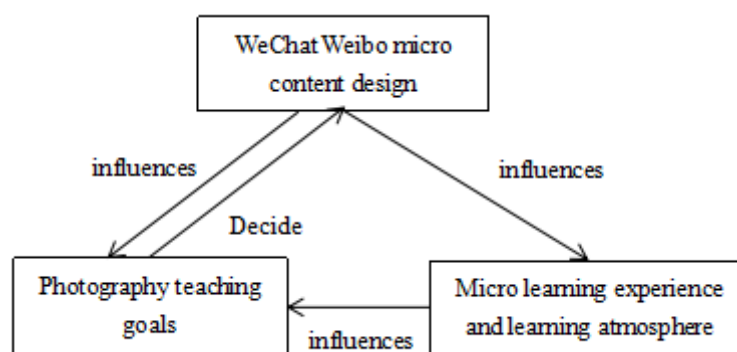 WeChat Weibo micro
content design
influences
influences
Decide
Photography teaching
goals
Micro learning experience
and learning atmosphere
influences